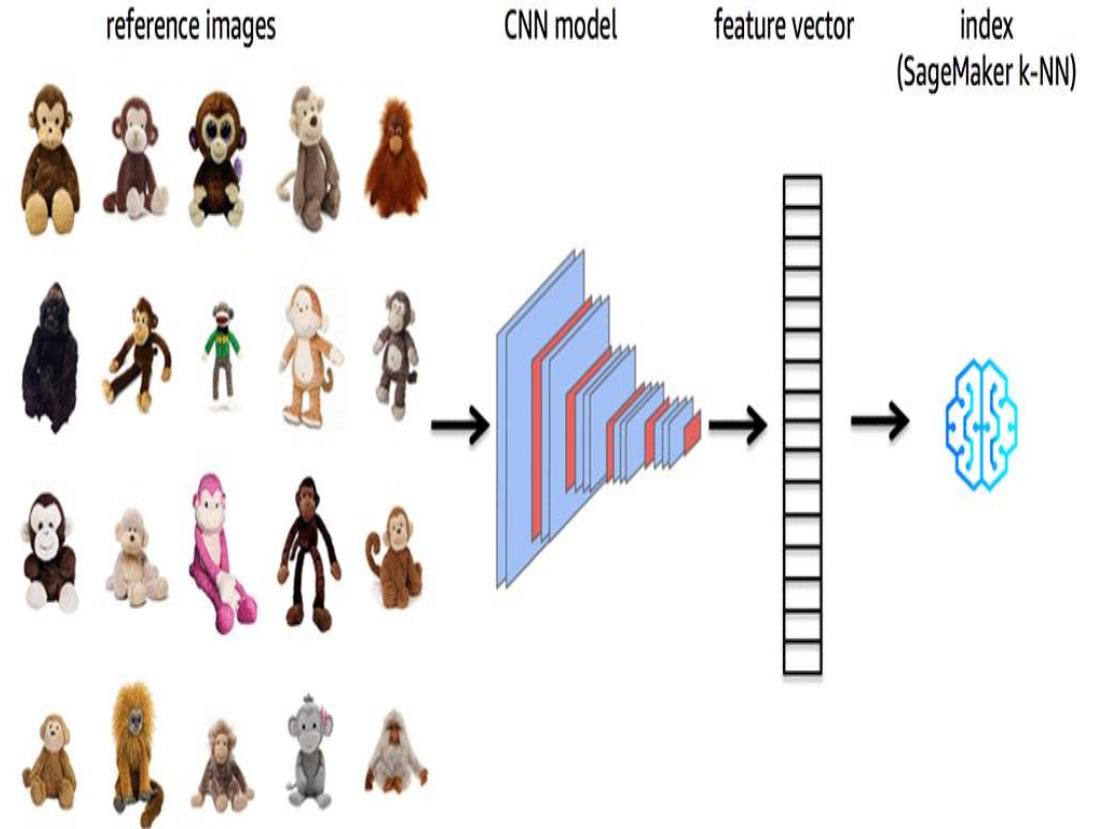 reference images
CNN model
feature vector
index
(SageMaker k-NN)